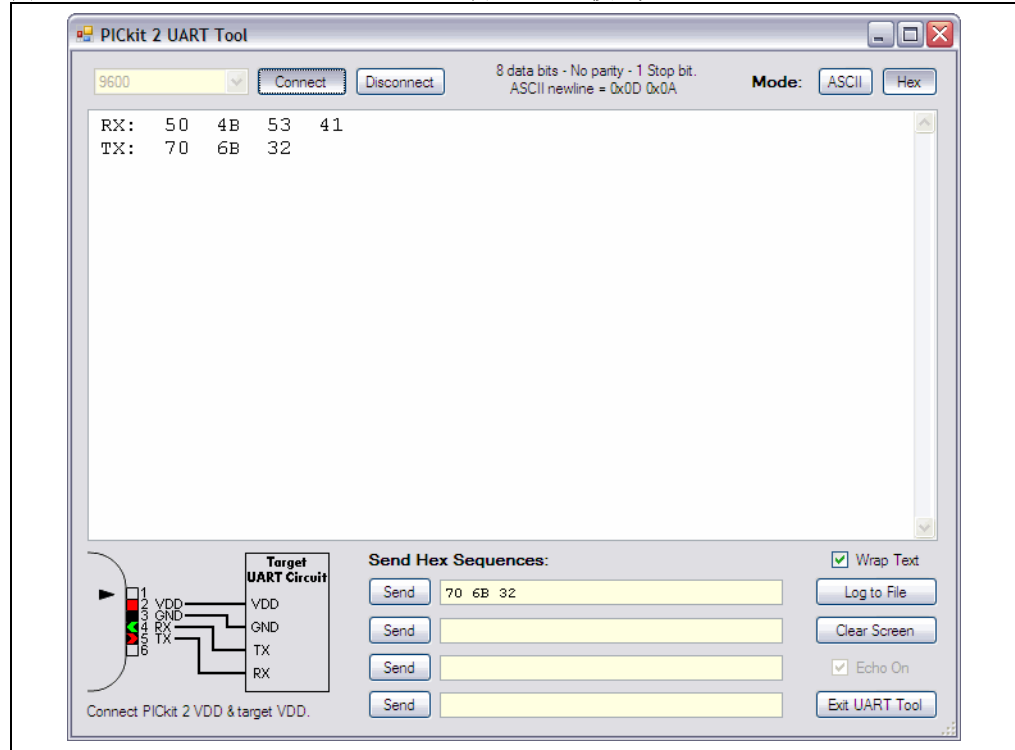 PICkit 2 UART Tool
9600 Connect Disconnect 8 data bits - No parity - 1 Stop bit. Mode: ASCII Hex
ASCII newline = 0x0D 0x0A
RX: 50 4B 53 41
TX: 70 6B 32
Target
UART Circuit
1
2 VDD VDD
3 GND GND
4 RX TX
5 TX RX
6
Connect PICkit 2 VDD & target VDD.
Send Hex Sequences:
Send 70 6B 32
Send
Send
Send
Wrap Text
Log to File
Clear Screen
Echo On
Exit UART Tool